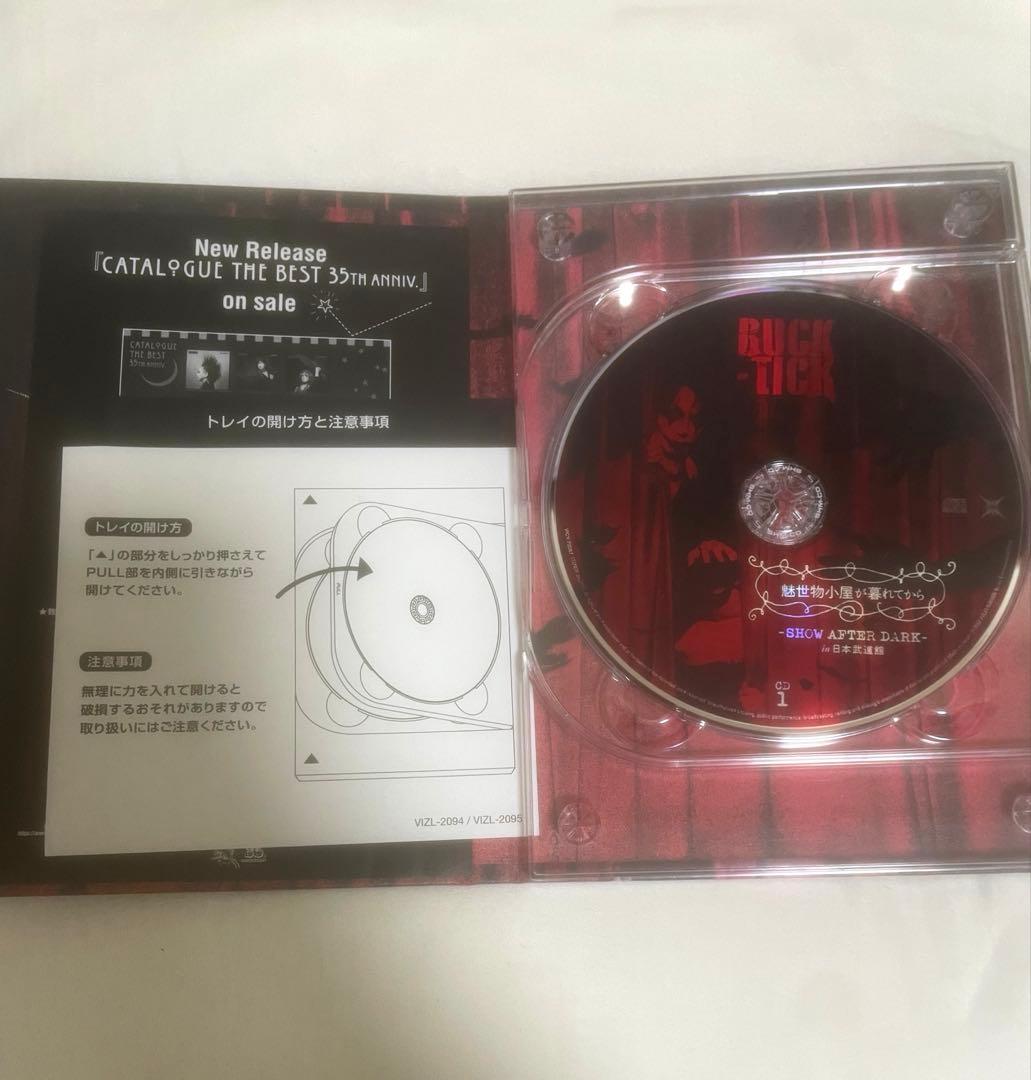 New Release
『CATALOGUE THE BEST 35TH ANNIV.』
on sale
CATALOGUE
THE BEST
35TH ANNIV.
トレイの開け方と注意事項
トレイの開け方
「▲」の部分をしっかり押さえて
PULL部を内側に引きながら
開けてください。
PULL
注意事項
無理に力を入れて開けると
破損するおそれがありますので
取り扱いにはご注意ください。
VIZL-2094 / VIZL-2095
BUCK
-TICK
魅世物小屋が暮れてから
-SHOW AFTER DARK-
in 日本武道館
CD
1